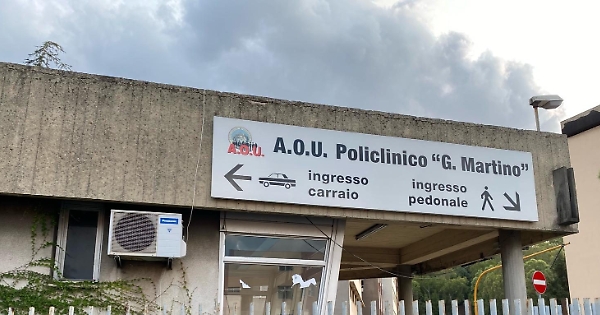 A.O.U.
A.O.U. Policlinico "G. Martino"
ingresso
carraio
ingresso
pedonale